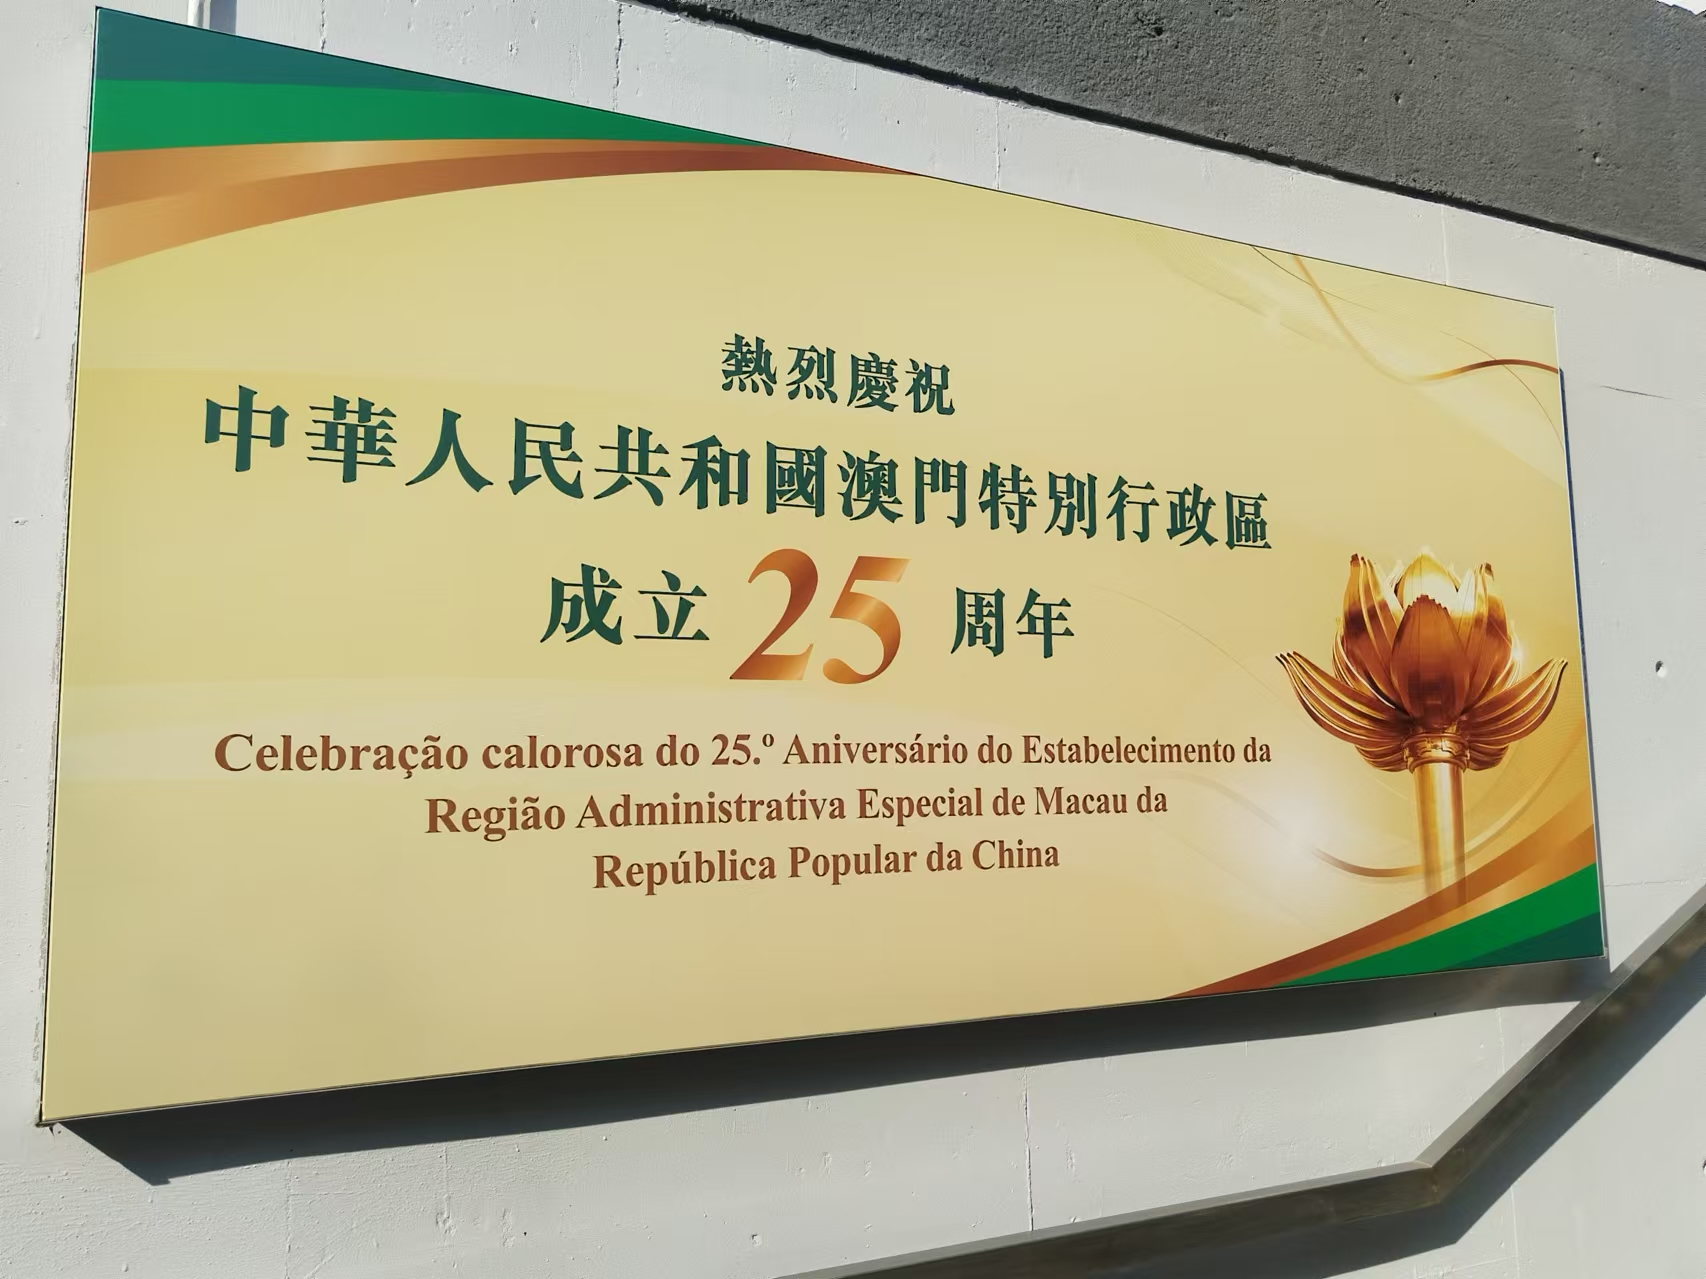 熱烈慶祝
中華人民共和國澳門特別行政區
成立25周年
Celebração calorosa do 25.º Aniversário do Estabelecimento da
Região Administrativa Especial de Macau da
República Popular da China